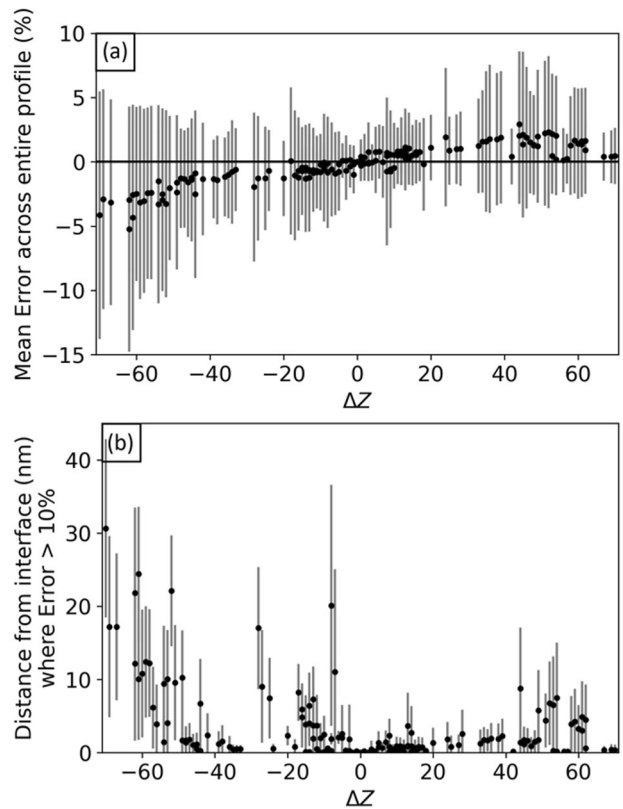 Mean Error across entire profile (%)
(a)
10
5
0
−5
−10
−15
−60 −40 −20 0 20 40 60
ΔZ
Distance from interface (nm)
where Error > 10%
(b)
40
30
20
10
0
−60 −40 −20 0 20 40 60
ΔZ